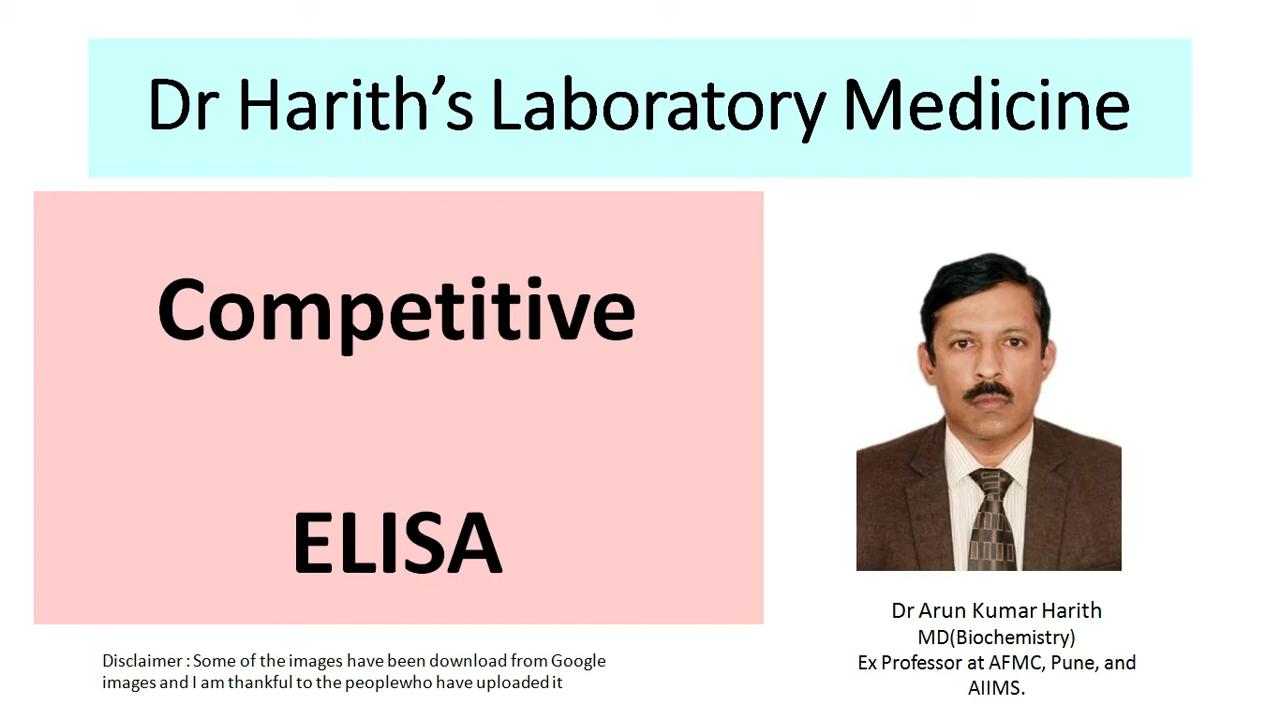 Dr Harith’s Laboratory Medicine
Competitive
ELISA
Dr Arun Kumar Harith
MD(Biochemistry)
Ex Professor at AFMC, Pune, and
AIIMS.
Disclaimer : Some of the images have been download from Google
images and I am thankful to the peoplewho have uploaded it